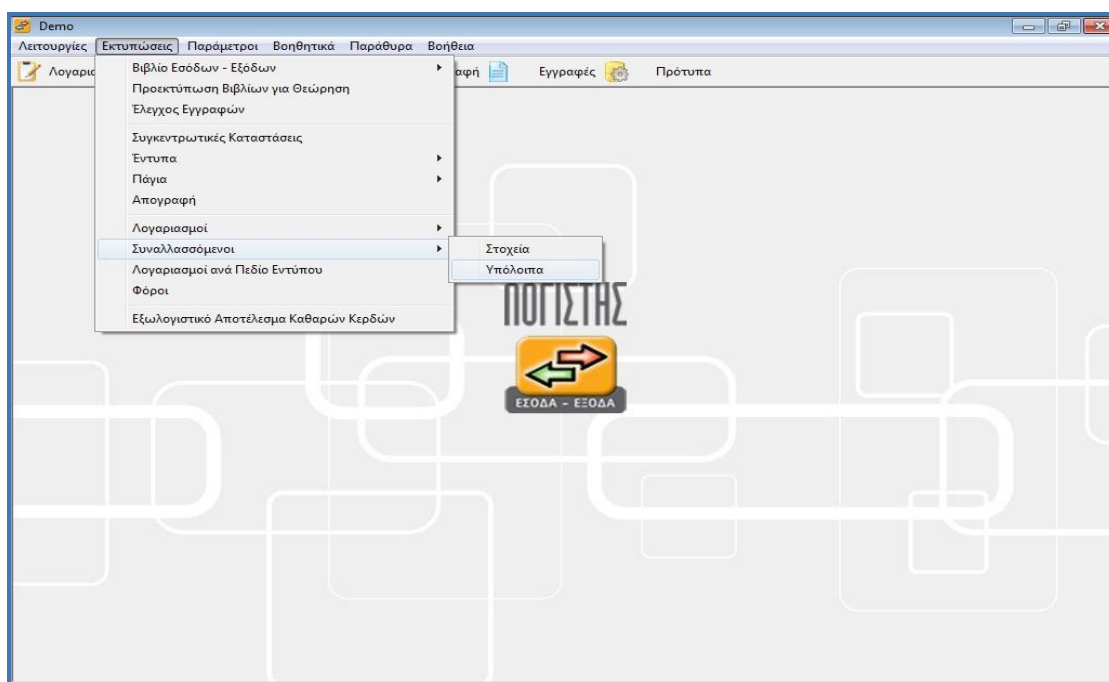 Demo
Λειτουργίες Εκτυπώσεις Παράμετροι Βοηθητικά Παράθυρα Βοήθεια
Εγγραφές Πρότυπα
Βιβλίο Εσόδων - Εξόδων
Προεκτύπωση Βιβλίων για Θεώρηση
Έλεγχος Εγγραφών
Συγκεντρωτικές Καταστάσεις
Έντυπα
Πάγια
Απογραφή
Λογαριασμοί
Συναλλασσόμενοι
Στοιχεία
Υπόλοιπα
Λογαριασμοί ανά Πεδίο Εντύπου
Φόροι
Εξωλογιστικό Αποτέλεσμα Καθαρών Κερδών
ΛΟΓΙΣΤΗΣ
ΕΣΟΔΑ - ΕΞΟΔΑ